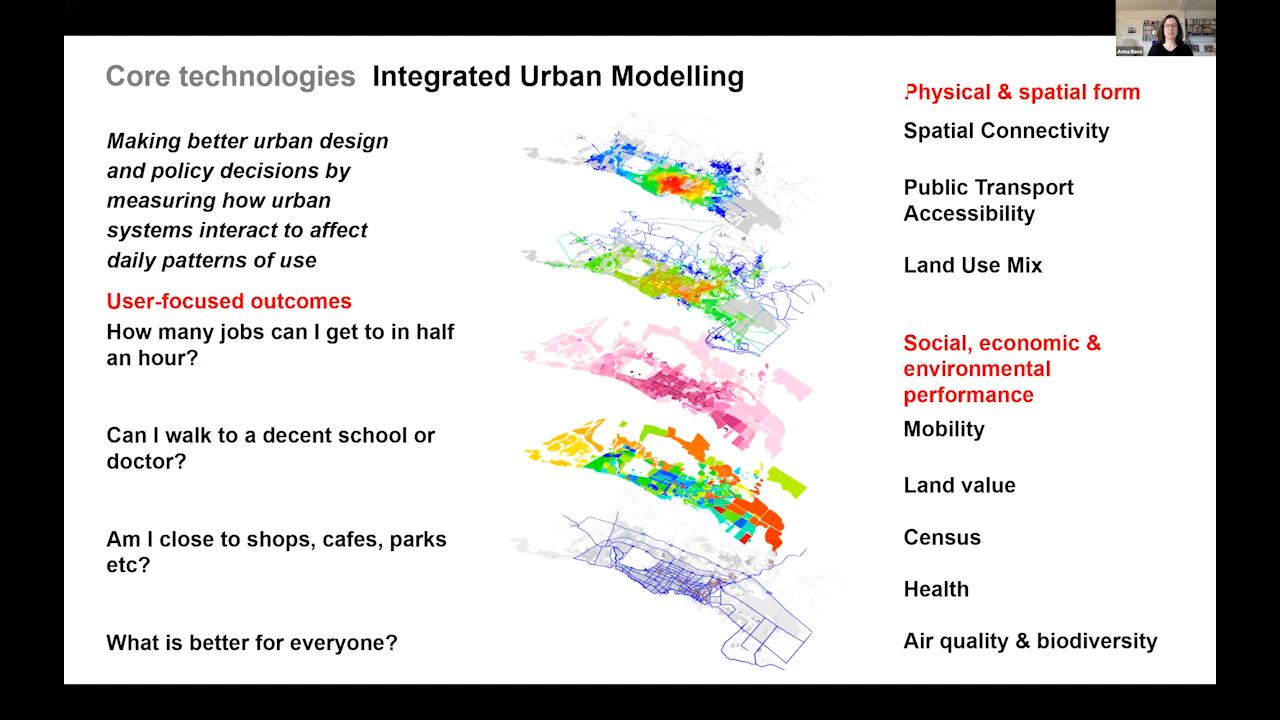 Core technologies Integrated Urban Modelling
Making better urban design
and policy decisions by
measuring how urban
systems interact to affect
daily patterns of use
User-focused outcomes
How many jobs can I get to in half
an hour?
Can I walk to a decent school or
doctor?
Am I close to shops, cafes, parks
etc?
What is better for everyone?
Physical & spatial form
Spatial Connectivity
Public Transport
Accessibility
Land Use Mix
Social, economic &
environmental
performance
Mobility
Land value
Census
Health
Air quality & biodiversity
Anna Rose